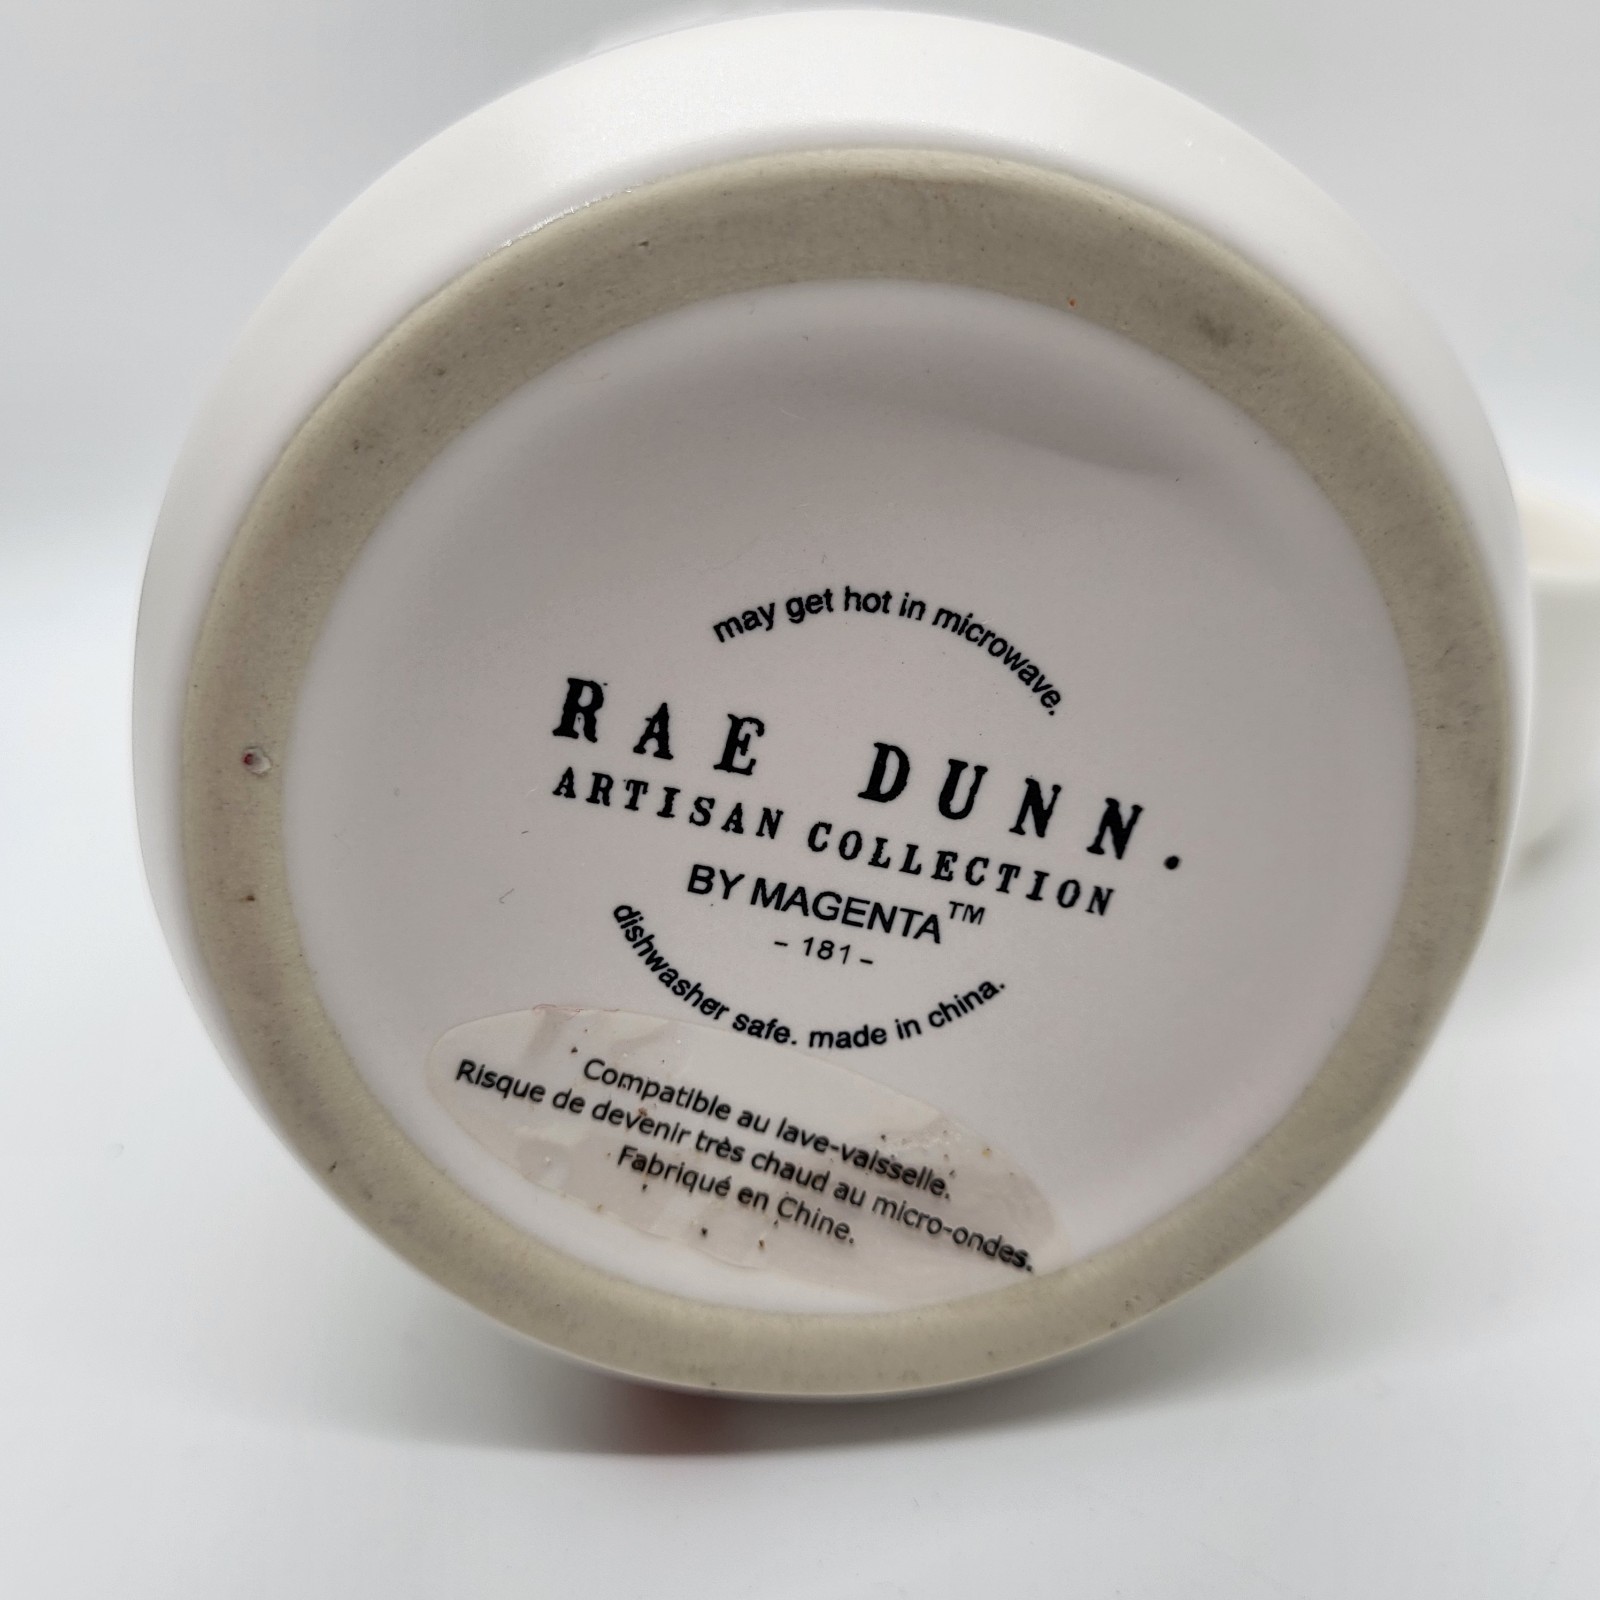 may get hot in microwave.
RAE DUNN.
ARTISAN COLLECTION
BY MAGENTA™
- 181 -
dishwasher safe. made in china.
Compatible au lave-vaisselle.
Risque de devenir très chaud au micro-ondes.
Fabriqué en Chine.